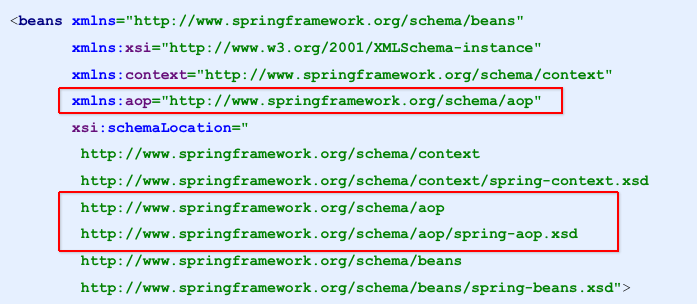 <beans xmlns="http://www.springframework.org/schema/beans"
xmlns:xsi="http://www.w3.org/2001/XMLSchema-instance"
xmlns:context="http://www.springframework.org/schema/context"
xmlns:aop="http://www.springframework.org/schema/aop"
xsi:schemaLocation="
http://www.springframework.org/schema/context
http://www.springframework.org/schema/context/spring-context.xsd
http://www.springframework.org/schema/aop
http://www.springframework.org/schema/aop/spring-aop.xsd
http://www.springframework.org/schema/beans
http://www.springframework.org/schema/beans/spring-beans.xsd">